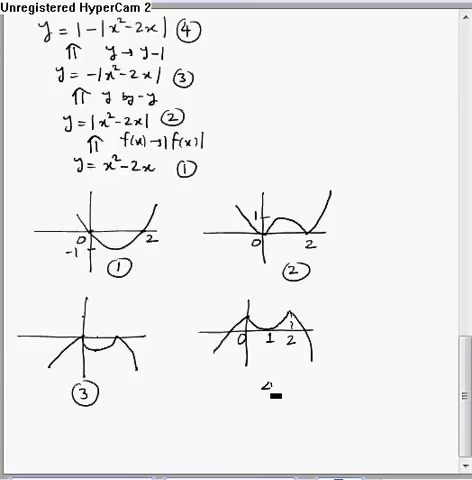 Unregistered HyperCam 2
y = 1 - |x² - 2x| ④
⇑ y → y - 1
y = -|x² - 2x| ③
⇑ y by -y
y = |x² - 2x| ②
⇑ f(x) → |f(x)|
y = x² - 2x ①
0 2
-1
①
1
0 2
②
③
0 1 2